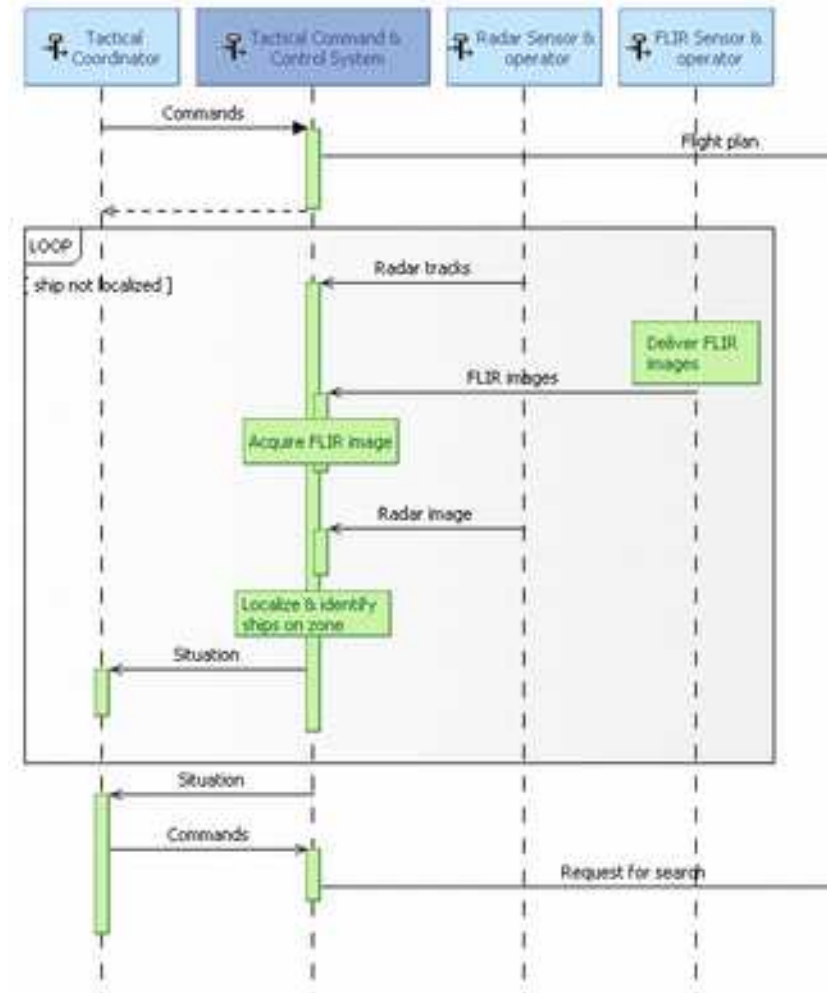 Tactical
Coordinator
Tactical Command &
Control System
Radar Sensor &
operator
FLIR Sensor &
operator
Commands
Flight plan
LOOP
[ ship not localized ]
Radar tracks
Deliver FLIR
images
FLIR images
Acquire FLIR image
Radar image
Localize & identify
ships on zone
Situation
Situation
Commands
Request for search